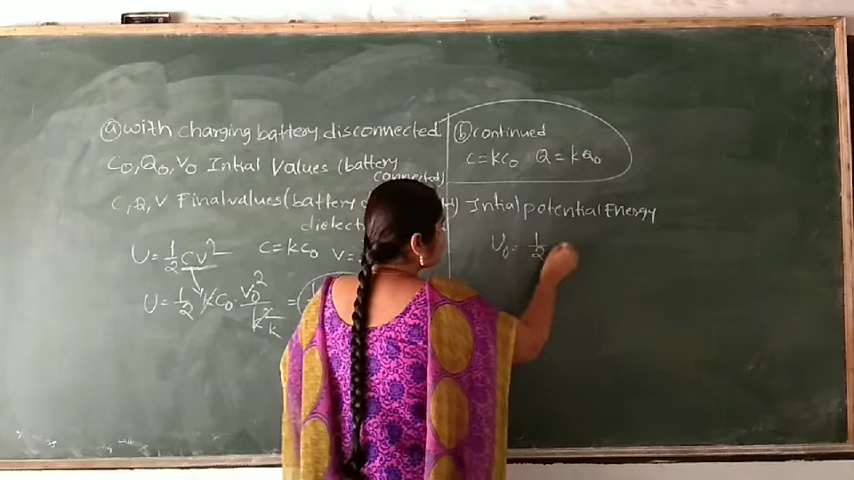 ⓐ with charging battery disconnected
C₀, Q₀, V₀ Intial values (battery connected)
C, Q, V Final values (battery
dielect
U = 1/2 CV²
C = KC₀ V =
U = 1/2 KC₀ · V₀²/K² = (
ⓑ continued
C = KC₀ Q = KQ₀
Intial potential Energy
U₀ = 1/2